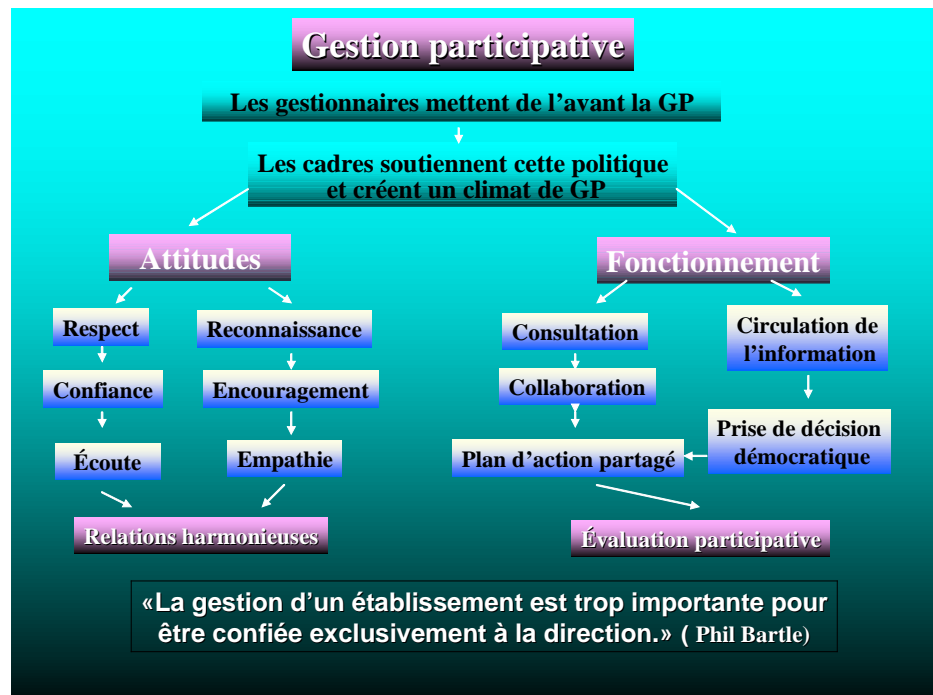 Gestion participative
Les gestionnaires mettent de l'avant la GP
Les cadres soutiennent cette politique
et créent un climat de GP
Attitudes
Fonctionnement
Respect
Reconnaissance
Consultation
Circulation de
l'information
Confiance
Encouragement
Collaboration
Prise de décision
démocratique
Écoute
Empathie
Plan d'action partagé
Relations harmonieuses
Évaluation participative
«La gestion d'un établissement est trop importante pour
être confiée exclusivement à la direction.» ( Phil Bartle)